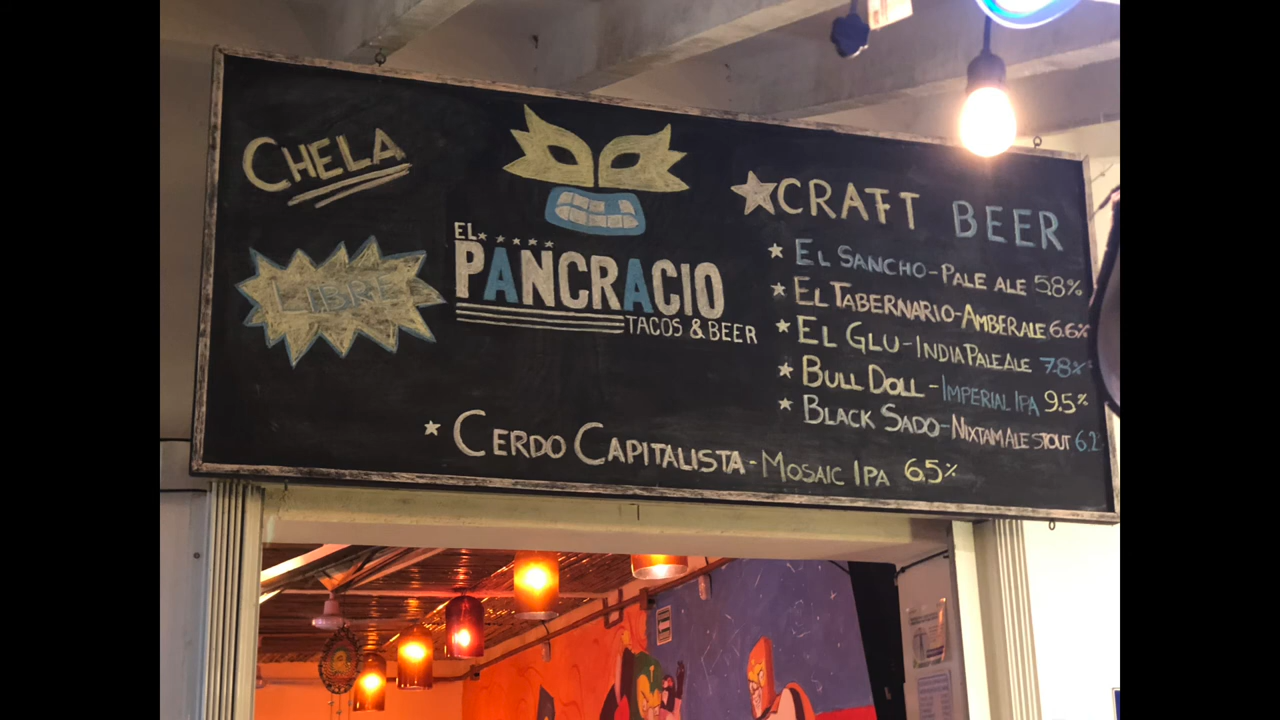 CHELA
LIBRE
EL
PANCRACIO
TACOS & BEER
CRAFT BEER
EL SANCHO-PALE ALE 5.8%
EL TABERNARIO-AMBER ALE 6.6%
EL GLU-INDIA PALE ALE 7.8%
BULL DOLL-IMPERIAL IPA 9.5%
BLACK SADO-NIXTAM ALE STOUT 6.2
CERDO CAPITALISTA-MOSAIC IPA 6.5%